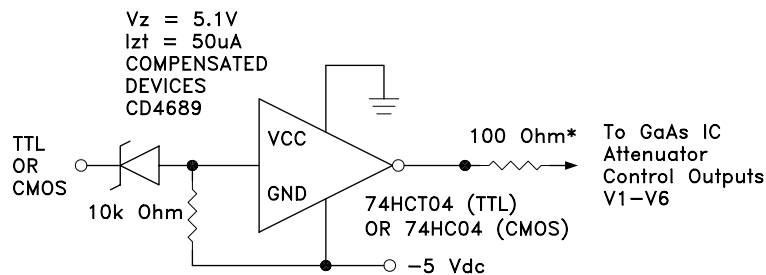 Vz = 5.1V
Izt = 50uA
COMPENSATED
DEVICES
CD4689
TTL
OR
CMOS
10k Ohm
VCC
GND
100 Ohm*
74HCT04 (TTL)
OR 74HC04 (CMOS)
-5 Vdc
To GaAs IC
Attenuator
Control Outputs
V1-V6